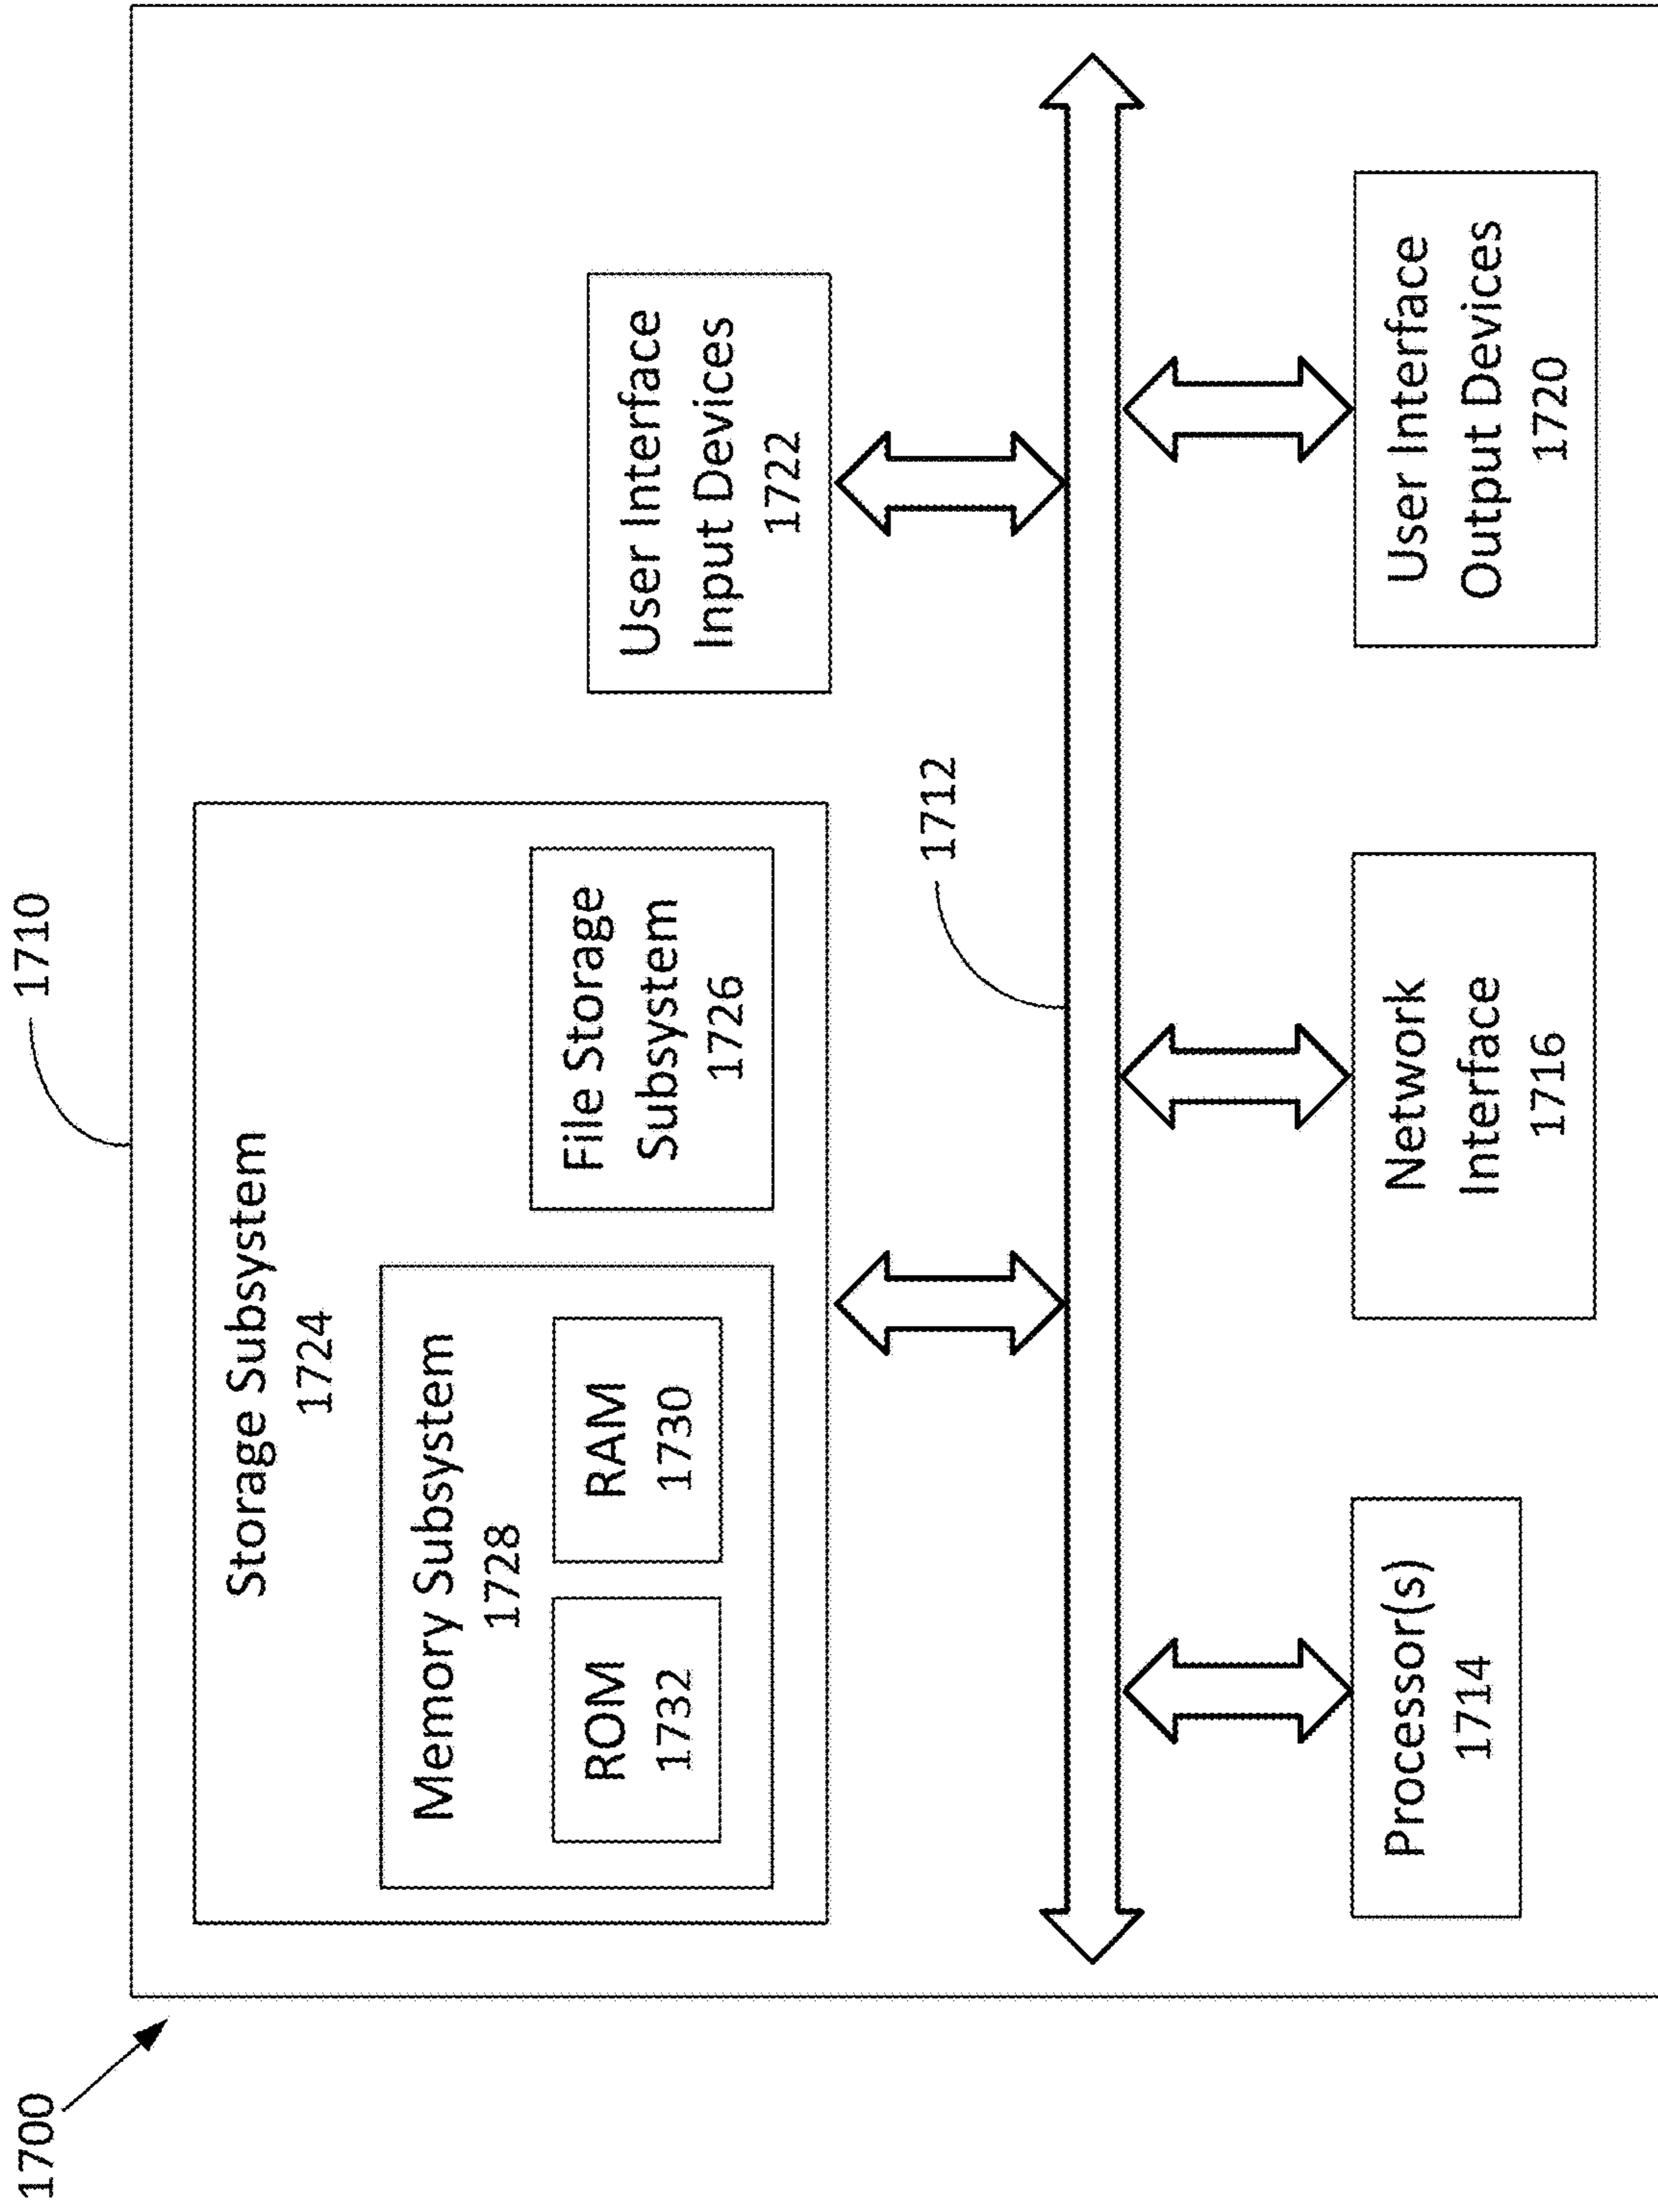 1700
1710
Storage Subsystem
1724
Memory Subsystem
1728
ROM
1732
RAM
1730
File Storage
Subsystem
1726
User Interface
Input Devices
1722
1712
Processor(s)
1714
Network
Interface
1716
User Interface
Output Devices
1720